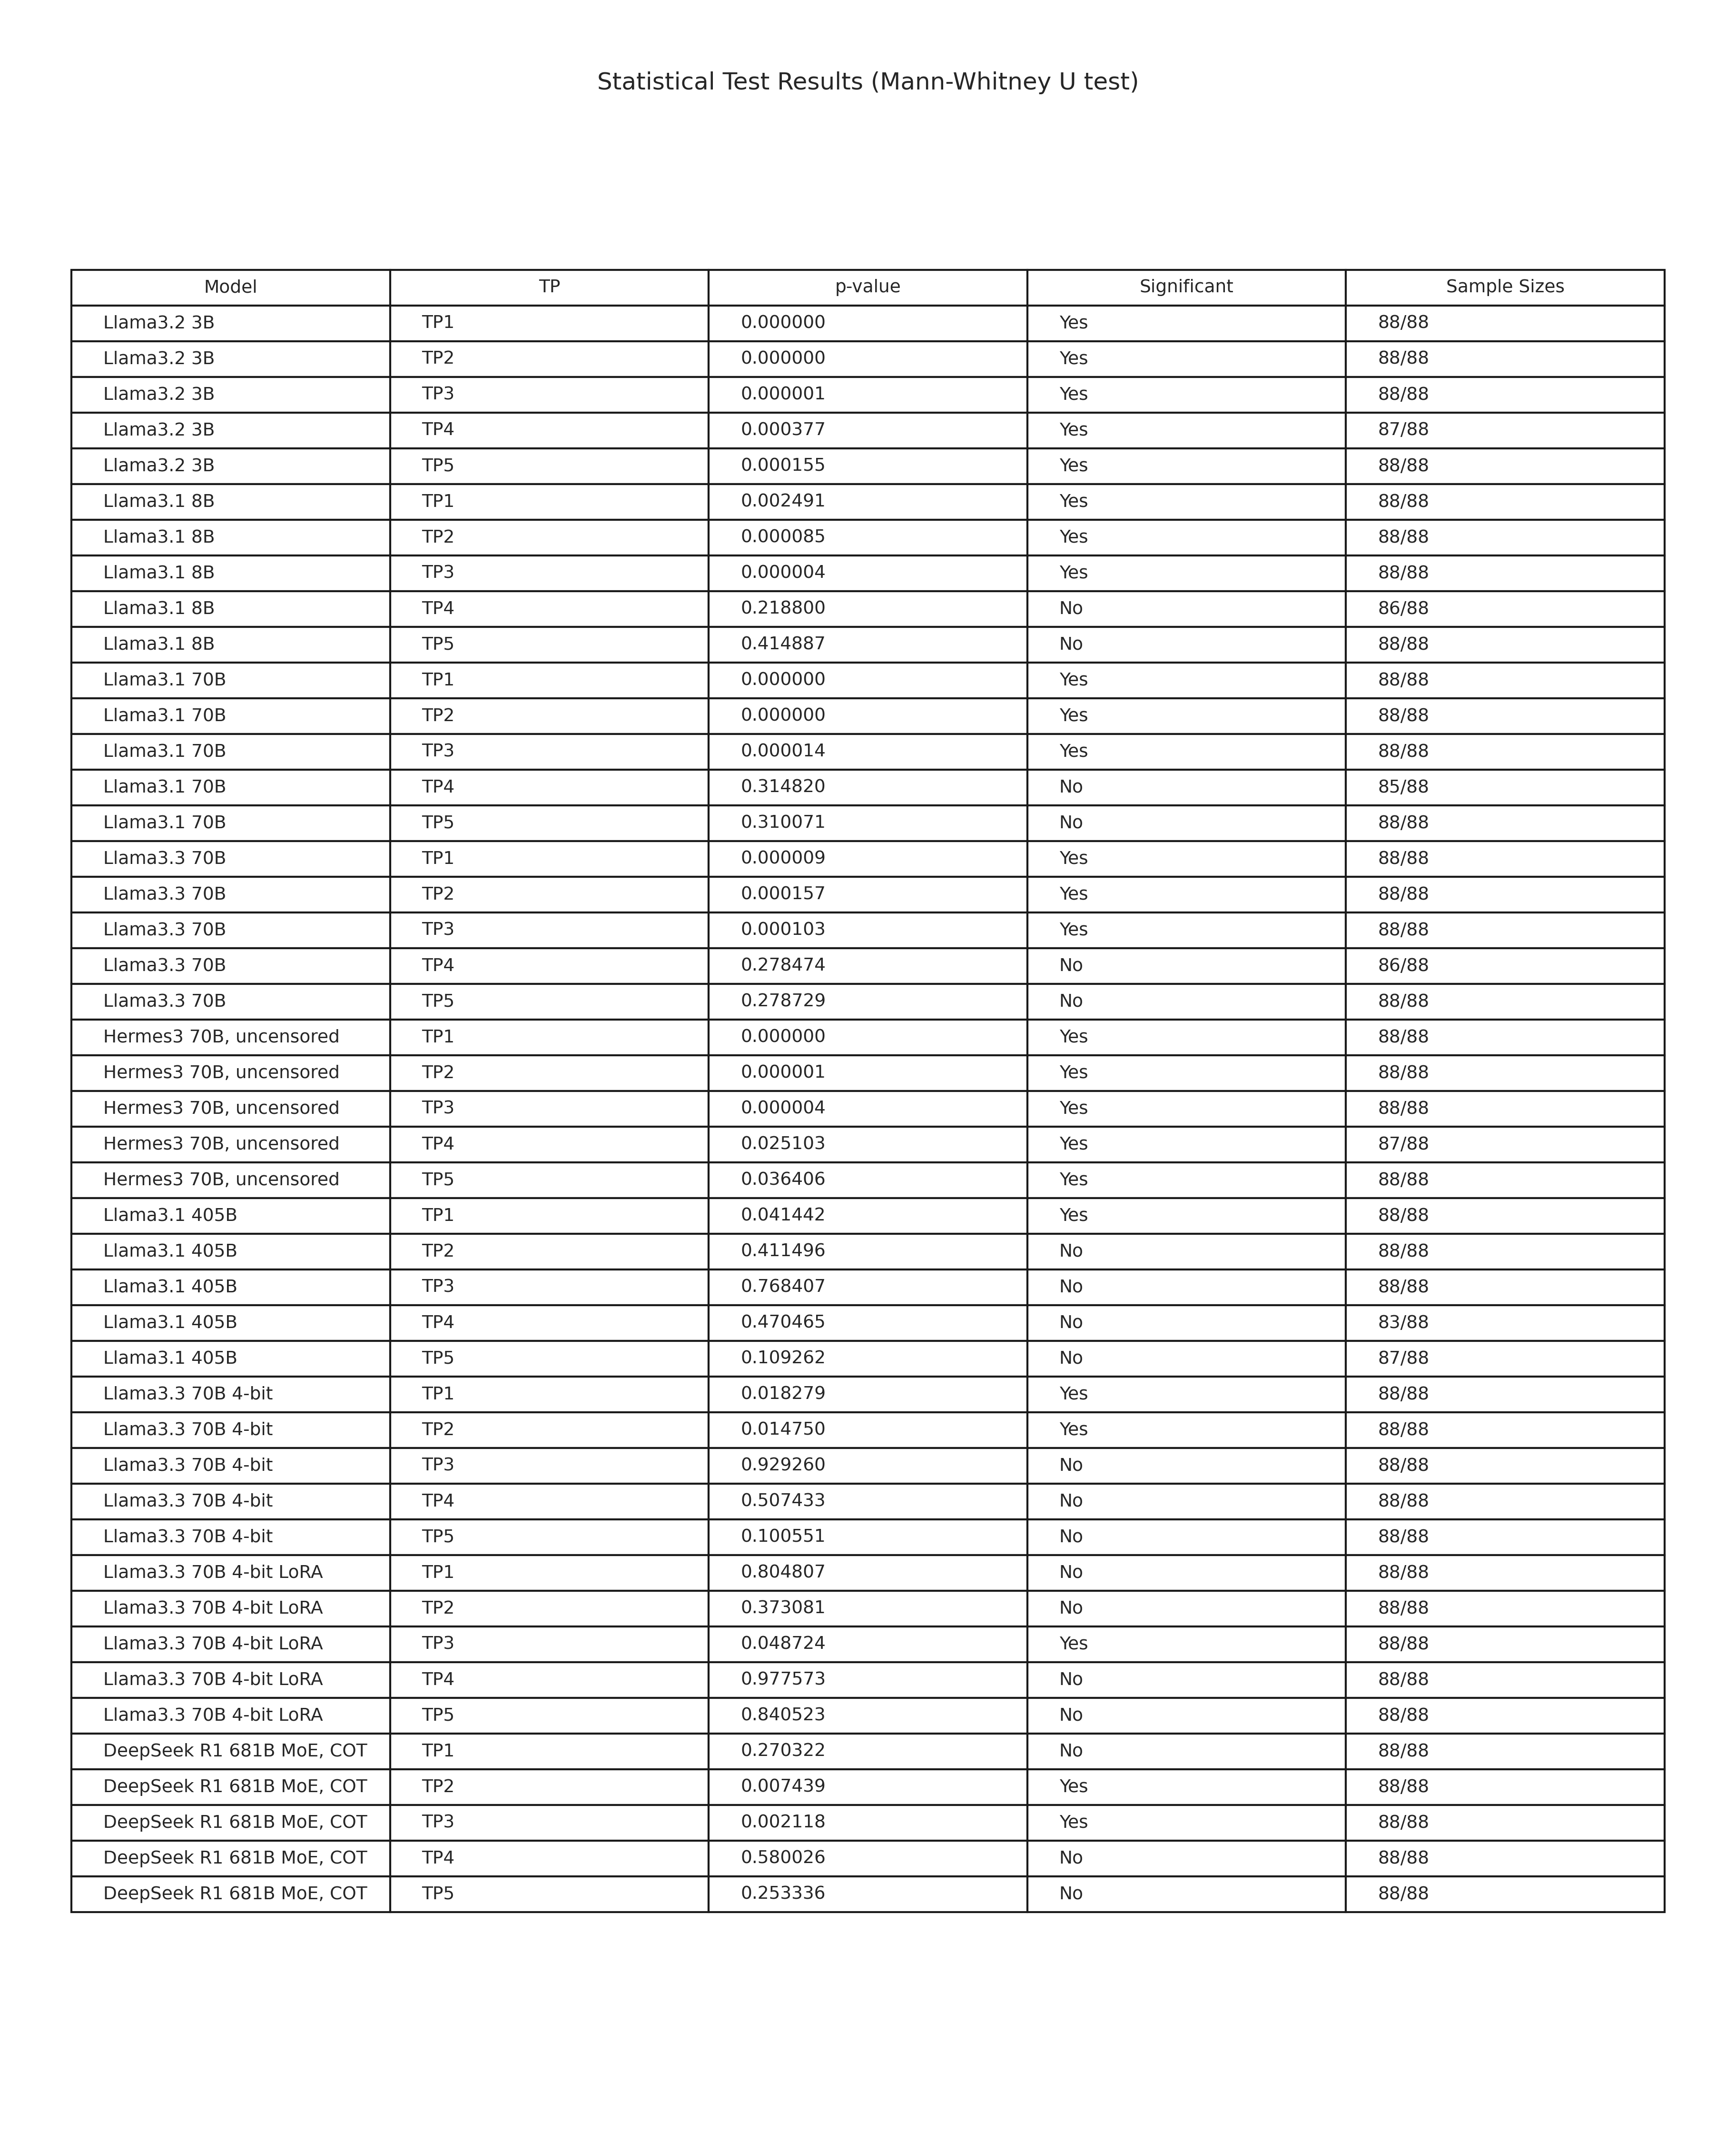 Statistical Test Results (Mann-Whitney U test)
Model TP p-value Significant Sample Sizes
Llama3.2 3B TP1 0.000000 Yes 88/88
Llama3.2 3B TP2 0.000000 Yes 88/88
Llama3.2 3B TP3 0.000001 Yes 88/88
Llama3.2 3B TP4 0.000377 Yes 87/88
Llama3.2 3B TP5 0.000155 Yes 88/88
Llama3.1 8B TP1 0.002491 Yes 88/88
Llama3.1 8B TP2 0.000085 Yes 88/88
Llama3.1 8B TP3 0.000004 Yes 88/88
Llama3.1 8B TP4 0.218800 No 86/88
Llama3.1 8B TP5 0.414887 No 88/88
Llama3.1 70B TP1 0.000000 Yes 88/88
Llama3.1 70B TP2 0.000000 Yes 88/88
Llama3.1 70B TP3 0.000014 Yes 88/88
Llama3.1 70B TP4 0.314820 No 85/88
Llama3.1 70B TP5 0.310071 No 88/88
Llama3.3 70B TP1 0.000009 Yes 88/88
Llama3.3 70B TP2 0.000157 Yes 88/88
Llama3.3 70B TP3 0.000103 Yes 88/88
Llama3.3 70B TP4 0.278474 No 86/88
Llama3.3 70B TP5 0.278729 No 88/88
Hermes3 70B, uncensored TP1 0.000000 Yes 88/88
Hermes3 70B, uncensored TP2 0.000001 Yes 88/88
Hermes3 70B, uncensored TP3 0.000004 Yes 88/88
Hermes3 70B, uncensored TP4 0.025103 Yes 87/88
Hermes3 70B, uncensored TP5 0.036406 Yes 88/88
Llama3.1 405B TP1 0.041442 Yes 88/88
Llama3.1 405B TP2 0.411496 No 88/88
Llama3.1 405B TP3 0.768407 No 88/88
Llama3.1 405B TP4 0.470465 No 83/88
Llama3.1 405B TP5 0.109262 No 87/88
Llama3.3 70B 4-bit TP1 0.018279 Yes 88/88
Llama3.3 70B 4-bit TP2 0.014750 Yes 88/88
Llama3.3 70B 4-bit TP3 0.929260 No 88/88
Llama3.3 70B 4-bit TP4 0.507433 No 88/88
Llama3.3 70B 4-bit TP5 0.100551 No 88/88
Llama3.3 70B 4-bit LoRA TP1 0.804807 No 88/88
Llama3.3 70B 4-bit LoRA TP2 0.373081 No 88/88
Llama3.3 70B 4-bit LoRA TP3 0.048724 Yes 88/88
Llama3.3 70B 4-bit LoRA TP4 0.977573 No 88/88
Llama3.3 70B 4-bit LoRA TP5 0.840523 No 88/88
DeepSeek R1 681B MoE, COT TP1 0.270322 No 88/88
DeepSeek R1 681B MoE, COT TP2 0.007439 Yes 88/88
DeepSeek R1 681B MoE, COT TP3 0.002118 Yes 88/88
DeepSeek R1 681B MoE, COT TP4 0.580026 No 88/88
DeepSeek R1 681B MoE, COT TP5 0.253336 No 88/88